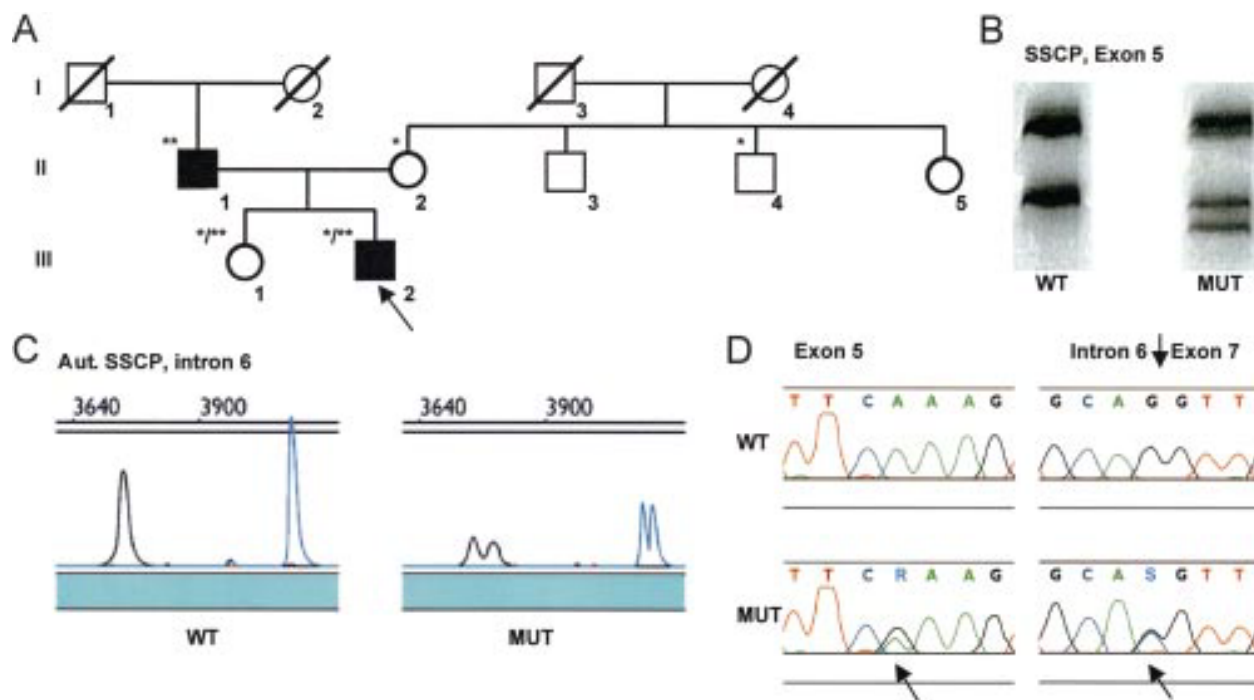 A
I
1
2
3
4
**
*
*
II
1
2
3
4
5
*/**
*/**
III
1
2
B
SSCP, Exon 5
WT
MUT
C
Aut. SSCP, intron 6
3640 3900
3640 3900
WT
MUT
D
Exon 5
Intron 6 Exon 7
T T C A A A G
G C A G G T T
WT
T T C R A A G
G C A S G T T
MUT